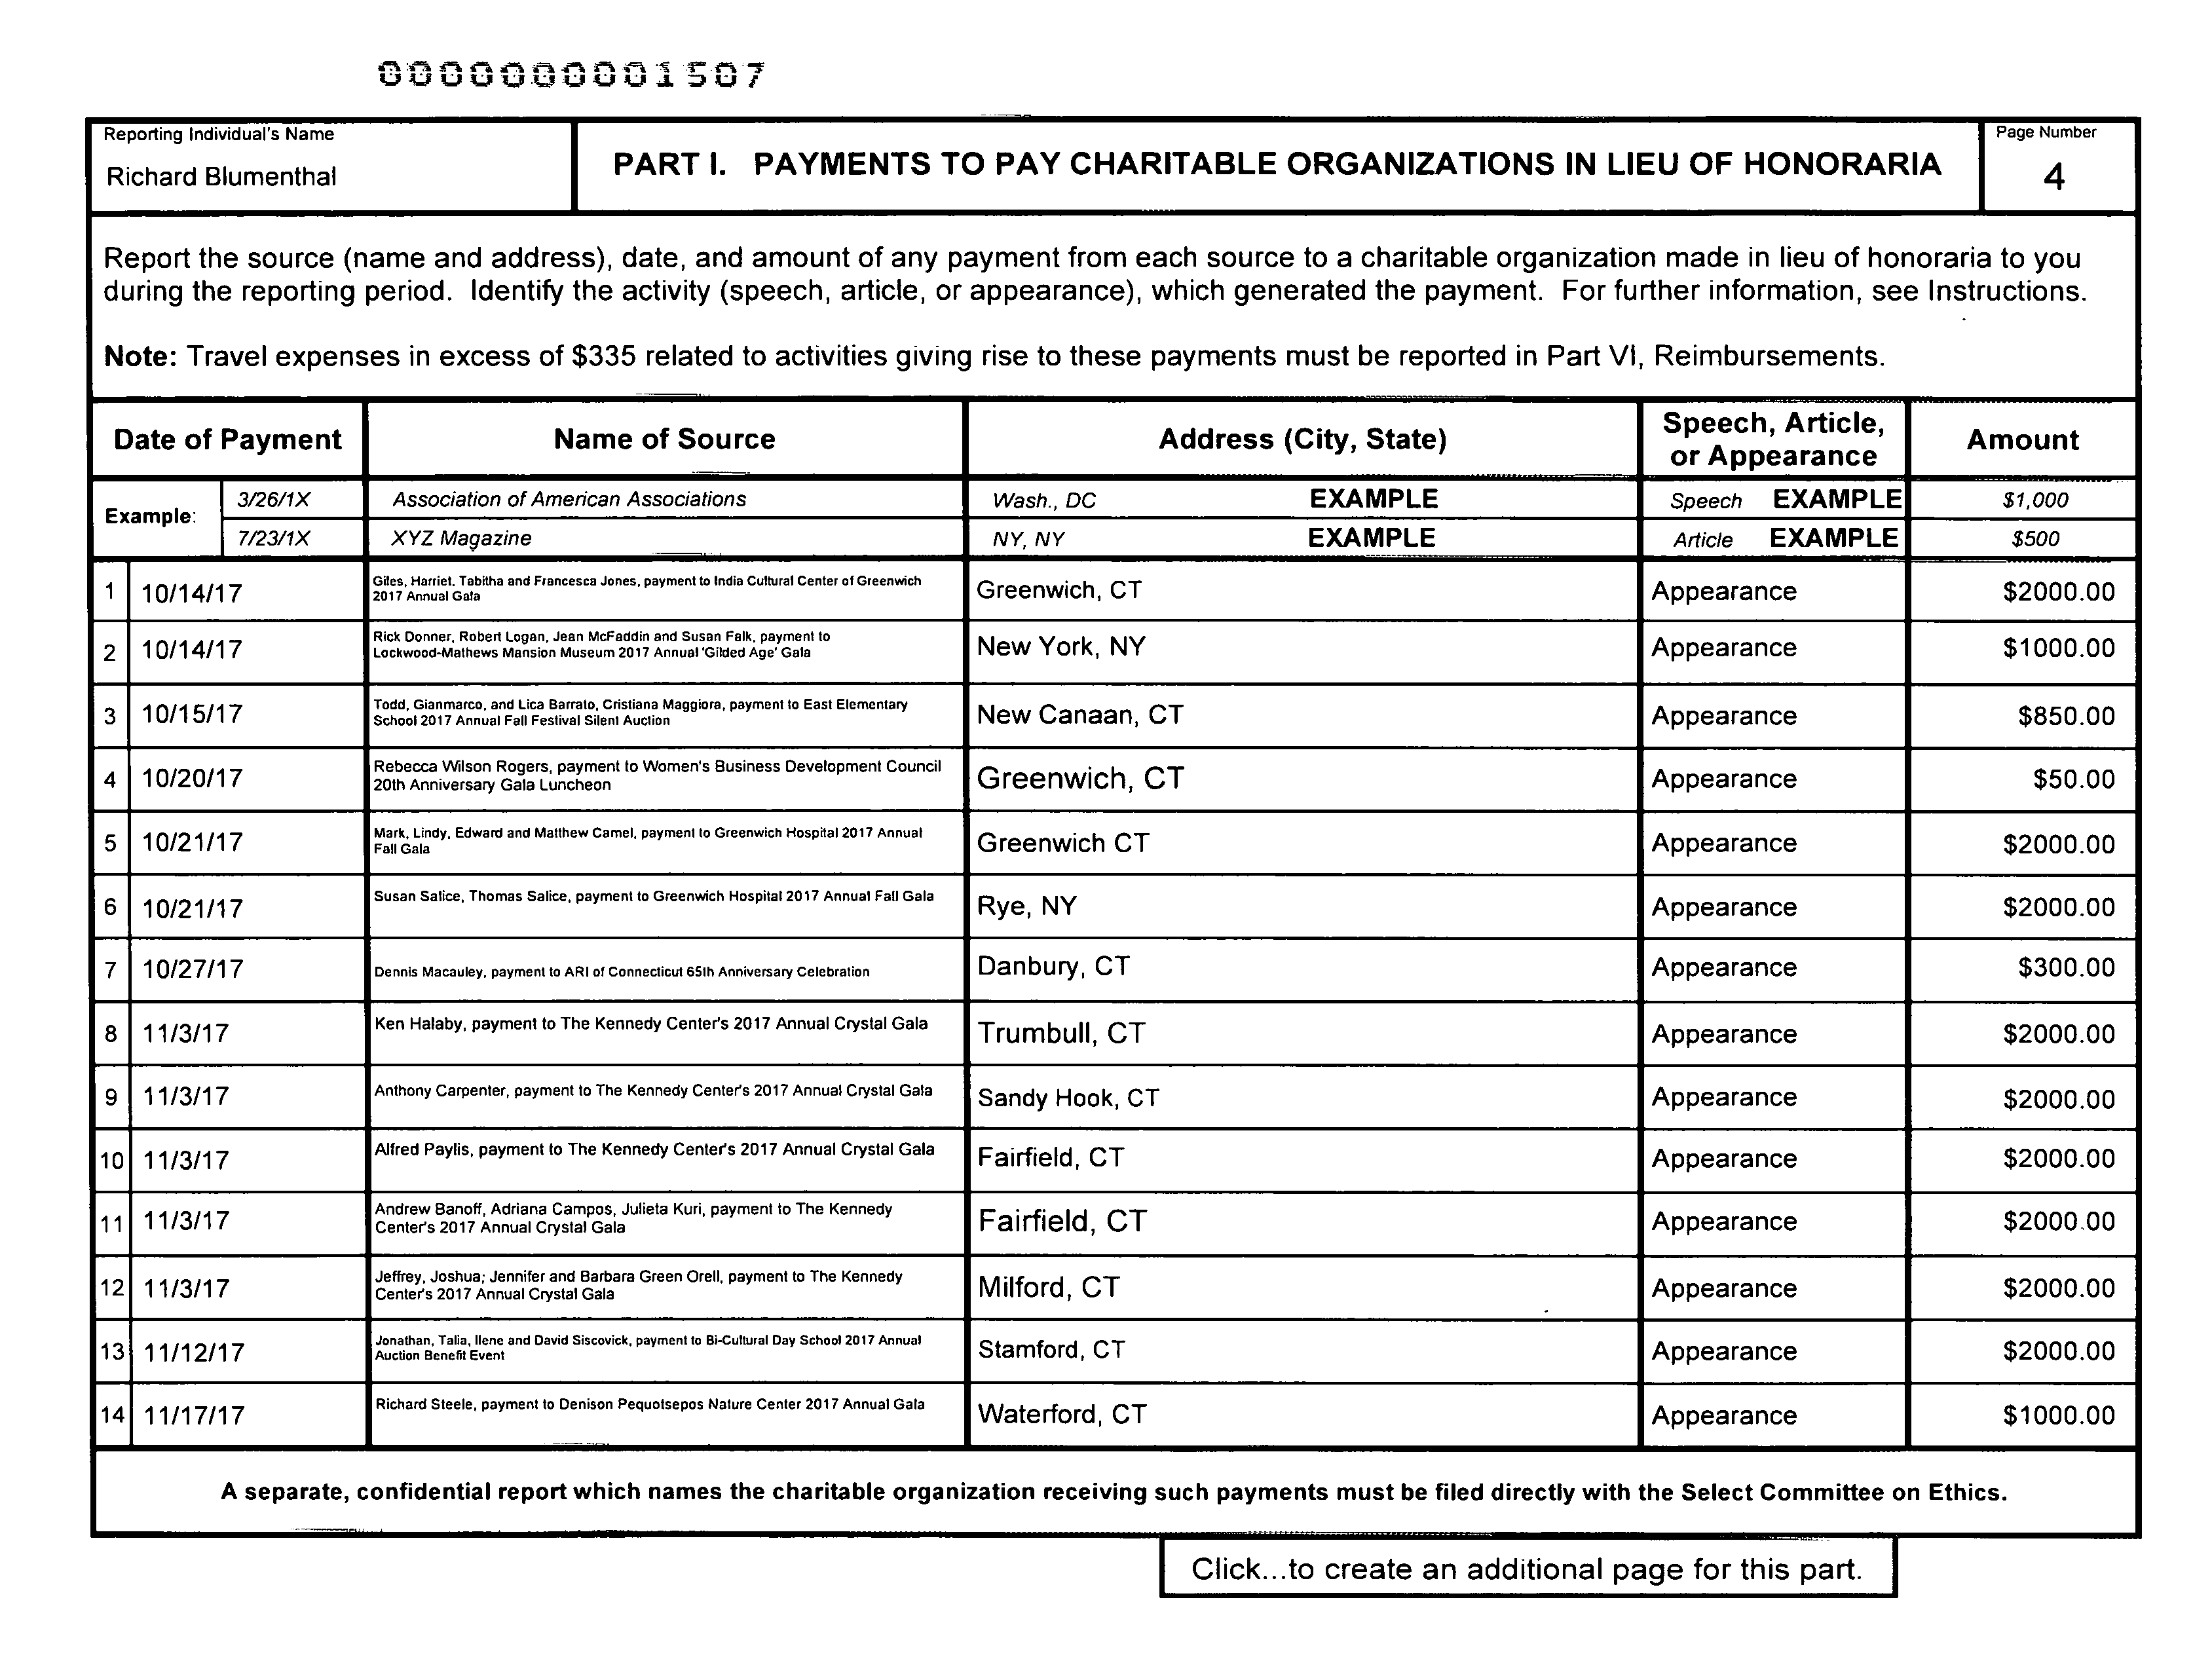 0000000001507
Reporting Individual's Name
Richard Blumenthal
PART I. PAYMENTS TO PAY CHARITABLE ORGANIZATIONS IN LIEU OF HONORARIA
Page Number
4
Report the source (name and address), date, and amount of any payment from each source to a charitable organization made in lieu of honoraria to you
during the reporting period. Identify the activity (speech, article, or appearance), which generated the payment. For further information, see Instructions.
Note: Travel expenses in excess of $335 related to activities giving rise to these payments must be reported in Part VI, Reimbursements.
Date of Payment
Name of Source
Address (City, State)
Speech, Article,
or Appearance
Amount
Example:
3/26/1X Association of American Associations Wash., DC EXAMPLE Speech EXAMPLE $1,000
7/23/1X XYZ Magazine NY, NY EXAMPLE Article EXAMPLE $500
1 10/14/17
Giles, Harriet, Tabitha and Francesca Jones, payment to India Cultural Center of Greenwich
2017 Annual Gala
Greenwich, CT Appearance $2000.00
2 10/14/17
Rick Donner, Robert Logan, Jean McFaddin and Susan Falk, payment to
Lockwood-Mathews Mansion Museum 2017 Annual 'Gilded Age' Gala
New York, NY Appearance $1000.00
3 10/15/17
Todd, Gianmarco, and Lica Barrato, Cristiana Maggiora, payment to East Elementary
School 2017 Annual Fall Festival Silent Auction
New Canaan, CT Appearance $850.00
4 10/20/17
Rebecca Wilson Rogers, payment to Women's Business Development Council
20th Anniversary Gala Luncheon
Greenwich, CT Appearance $50.00
5 10/21/17
Mark, Lindy, Edward and Matthew Camel, payment to Greenwich Hospital 2017 Annual
Fall Gala
Greenwich CT Appearance $2000.00
6 10/21/17 Susan Salice, Thomas Salice, payment to Greenwich Hospital 2017 Annual Fall Gala Rye, NY Appearance $2000.00
7 10/27/17 Dennis Macauley, payment to ARI of Connecticut 65th Anniversary Celebration Danbury, CT Appearance $300.00
8 11/3/17 Ken Halaby, payment to The Kennedy Center's 2017 Annual Crystal Gala Trumbull, CT Appearance $2000.00
9 11/3/17 Anthony Carpenter, payment to The Kennedy Center's 2017 Annual Crystal Gala Sandy Hook, CT Appearance $2000.00
10 11/3/17 Alfred Paylis, payment to The Kennedy Center's 2017 Annual Crystal Gala Fairfield, CT Appearance $2000.00
11 11/3/17
Andrew Banoff, Adriana Campos, Julieta Kuri, payment to The Kennedy
Center's 2017 Annual Crystal Gala
Fairfield, CT Appearance $2000.00
12 11/3/17
Jeffrey, Joshua; Jennifer and Barbara Green Orell, payment to The Kennedy
Center's 2017 Annual Crystal Gala
Milford, CT Appearance $2000.00
13 11/12/17
Jonathan, Talia, Ilene and David Siscovick, payment to Bi-Cultural Day School 2017 Annual
Auction Benefit Event
Stamford, CT Appearance $2000.00
14 11/17/17 Richard Steele, payment to Denison Pequotsepos Nature Center 2017 Annual Gala Waterford, CT Appearance $1000.00
A separate, confidential report which names the charitable organization receiving such payments must be filed directly with the Select Committee on Ethics.
Click...to create an additional page for this part.